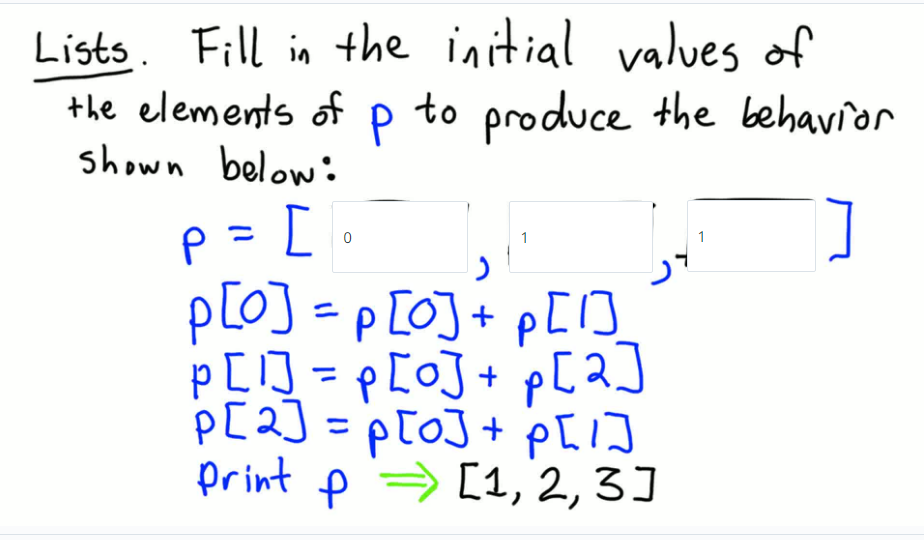 Lists. Fill in the initial values of
the elements of p to produce the behavior
shown below:
p = [ 0 , 1 , 1 ]
p[0] = p[0] + p[1]
p[1] = p[0] + p[2]
p[2] = p[0] + p[1]
print p ⇒ [1, 2, 3]